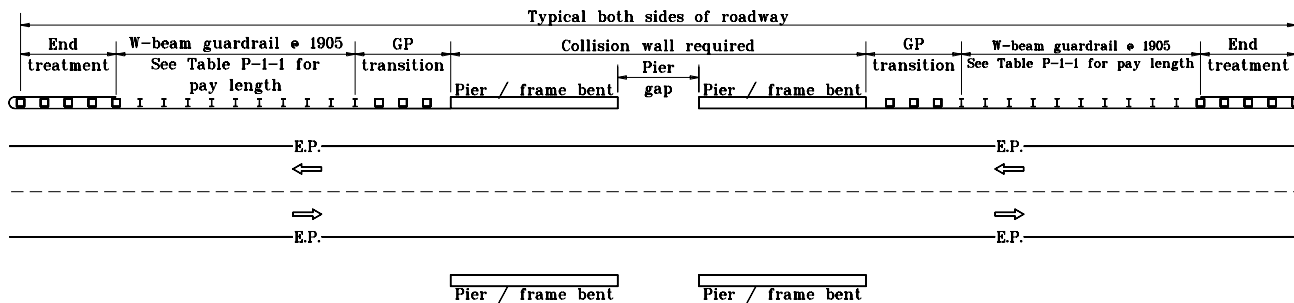 Typical both sides of roadway
End
treatment
W-beam guardrail @ 1905
See Table P-1-1 for
pay length
GP
transition
Collision wall required
Pier
gap
GP
transition
W-beam guardrail @ 1905
See Table P-1-1 for pay length
End
treatment
Pier / frame bent
Pier / frame bent
E.P.
E.P.
E.P.
E.P.
Pier / frame bent
Pier / frame bent